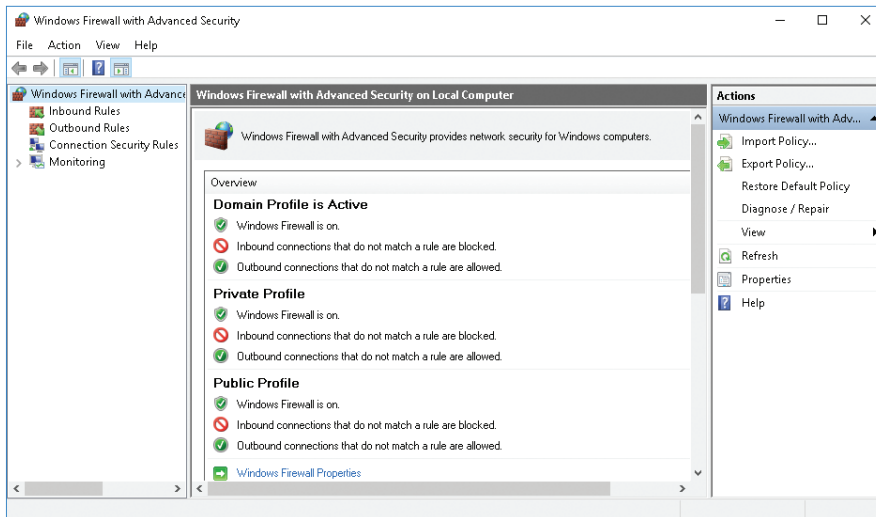 Windows Firewall with Advanced Security
File Action View Help
Windows Firewall with Advance
Inbound Rules
Outbound Rules
Connection Security Rules
Monitoring
Windows Firewall with Advanced Security on Local Computer
Windows Firewall with Advanced Security provides network security for Windows computers.
Overview
Domain Profile is Active
Windows Firewall is on.
Inbound connections that do not match a rule are blocked.
Outbound connections that do not match a rule are allowed.
Private Profile
Windows Firewall is on.
Inbound connections that do not match a rule are blocked.
Outbound connections that do not match a rule are allowed.
Public Profile
Windows Firewall is on.
Inbound connections that do not match a rule are blocked.
Outbound connections that do not match a rule are allowed.
Windows Firewall Properties
Actions
Windows Firewall with Adv...
Import Policy...
Export Policy...
Restore Default Policy
Diagnose / Repair
View
Refresh
Properties
Help